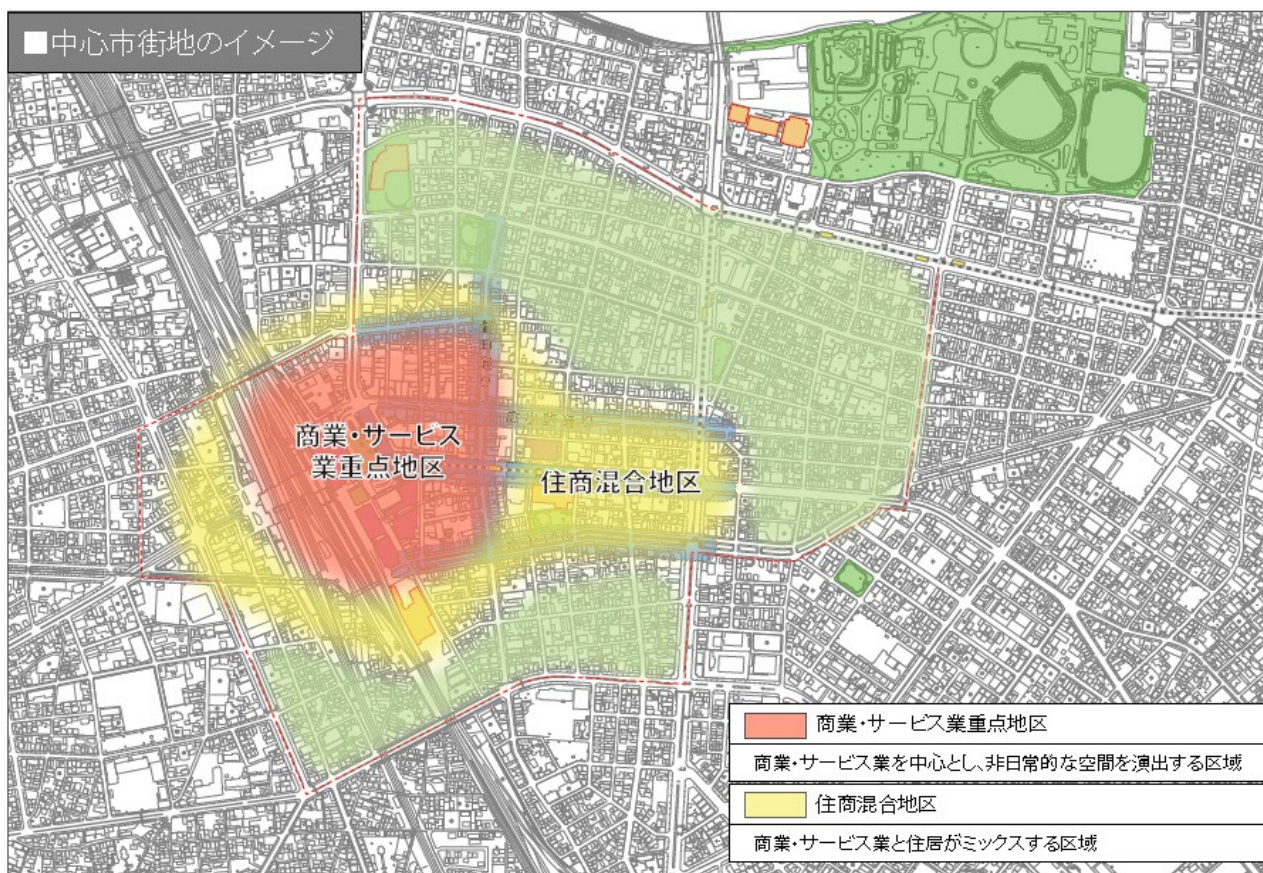 ■中心市街地のイメージ
商業・サービス
業重点地区
住商混合地区
商業・サービス業重点地区
商業・サービス業を中心とし、非日常的な空間を演出する区域
住商混合地区
商業・サービス業と住居がミックスする区域